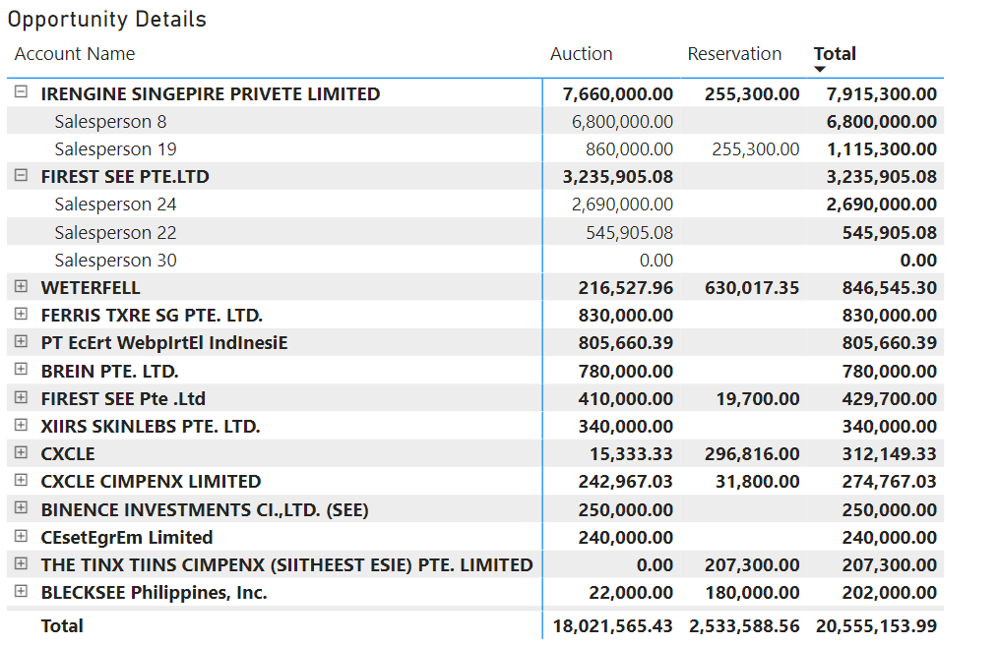 Opportunity Details
Account Name Auction Reservation Total
IRENGINE SINGEPIRE PRIVETE LIMITED 7,660,000.00 255,300.00 7,915,300.00
Salesperson 8 6,800,000.00 6,800,000.00
Salesperson 19 860,000.00 255,300.00 1,115,300.00
FIREST SEE PTE.LTD 3,235,905.08 3,235,905.08
Salesperson 24 2,690,000.00 2,690,000.00
Salesperson 22 545,905.08 545,905.08
Salesperson 30 0.00 0.00
WETERFELL 216,527.96 630,017.35 846,545.30
FERRIS TXRE SG PTE. LTD. 830,000.00 830,000.00
PT EcErt WebpIrtEl IndInesiE 805,660.39 805,660.39
BREIN PTE. LTD. 780,000.00 780,000.00
FIREST SEE Pte .Ltd 410,000.00 19,700.00 429,700.00
XIIRS SKINLEBS PTE. LTD. 340,000.00 340,000.00
CXCLE 15,333.33 296,816.00 312,149.33
CXCLE CIMPENX LIMITED 242,967.03 31,800.00 274,767.03
BINENCE INVESTMENTS CI.,LTD. (SEE) 250,000.00 250,000.00
CEsetEgrEm Limited 240,000.00 240,000.00
THE TINX TIINS CIMPENX (SIITHEEST ESIE) PTE. LIMITED 0.00 207,300.00 207,300.00
BLECKSEE Philippines, Inc. 22,000.00 180,000.00 202,000.00
Total 18,021,565.43 2,533,588.56 20,555,153.99